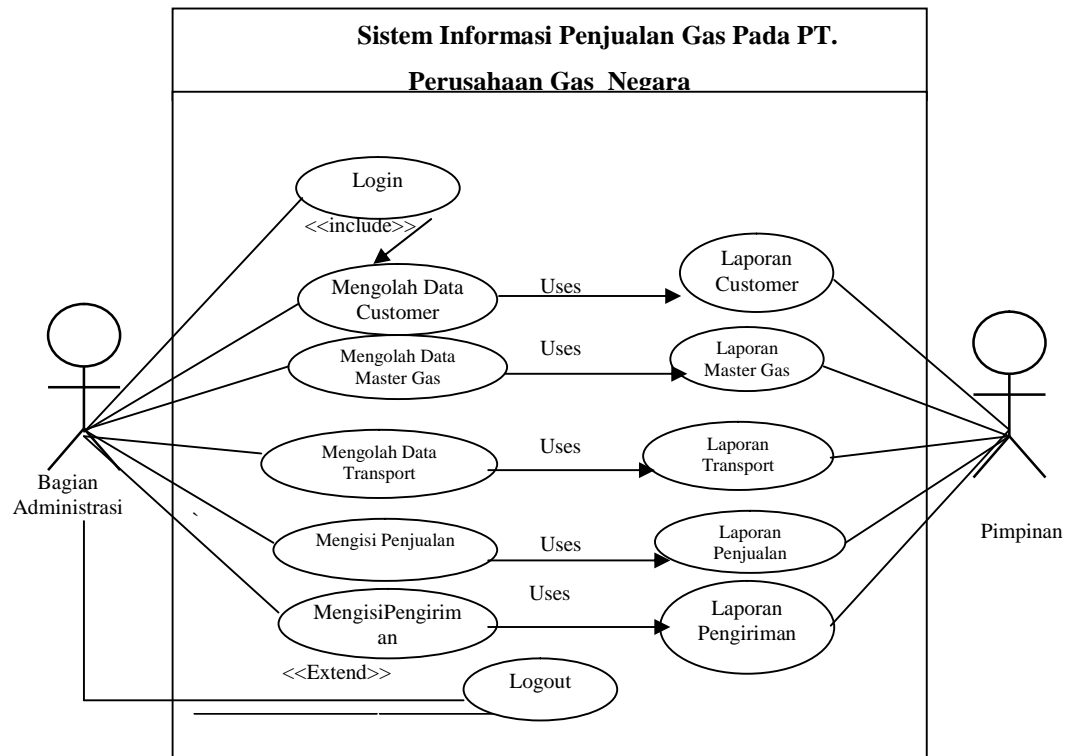 Sistem Informasi Penjualan Gas Pada PT.
Perusahaan Gas Negara
Login
<<include>>
Mengolah Data
Customer
Uses
Laporan
Customer
Mengolah Data
Master Gas
Uses
Laporan
Master Gas
Mengolah Data
Transport
Uses
Laporan
Transport
Bagian
Administrasi
Mengisi Penjualan
Uses
Laporan
Penjualan
Pimpinan
MengisiPengirim
an
Uses
Laporan
Pengiriman
<<Extend>>
Logout